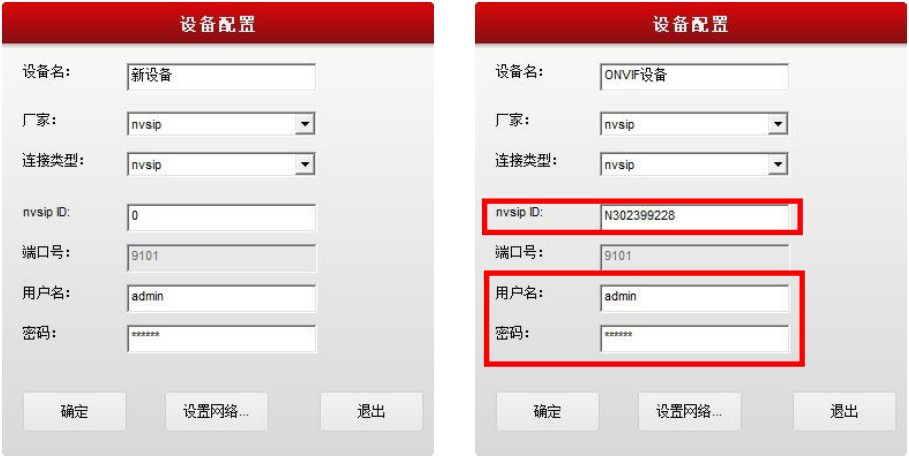 设备配置
设备名: 新设备
厂家: nvsip
连接类型: nvsip
nvsip ID: 0
端口号: 9101
用户名: admin
密码: ******
确定 设置网络... 退出
设备配置
设备名: ONVIF设备
厂家: nvsip
连接类型: nvsip
nvsip ID: N302399228
端口号: 9101
用户名: admin
密码: ******
确定 设置网络... 退出